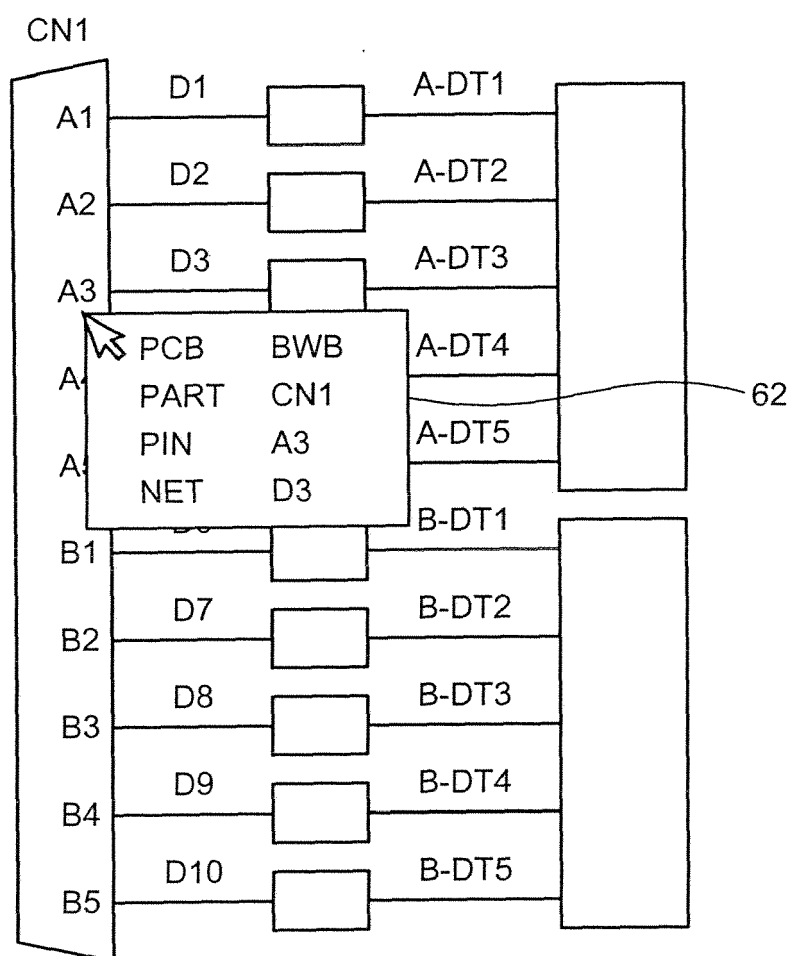 CN1
D1 A-DT1
A1
D2 A-DT2
A2
D3 A-DT3
A3
PCB BWB A-DT4
PART CN1 62
PIN A3 A-DT5
NET D3
B-DT1
B1
D7 B-DT2
B2
D8 B-DT3
B3
D9 B-DT4
B4
D10 B-DT5
B5